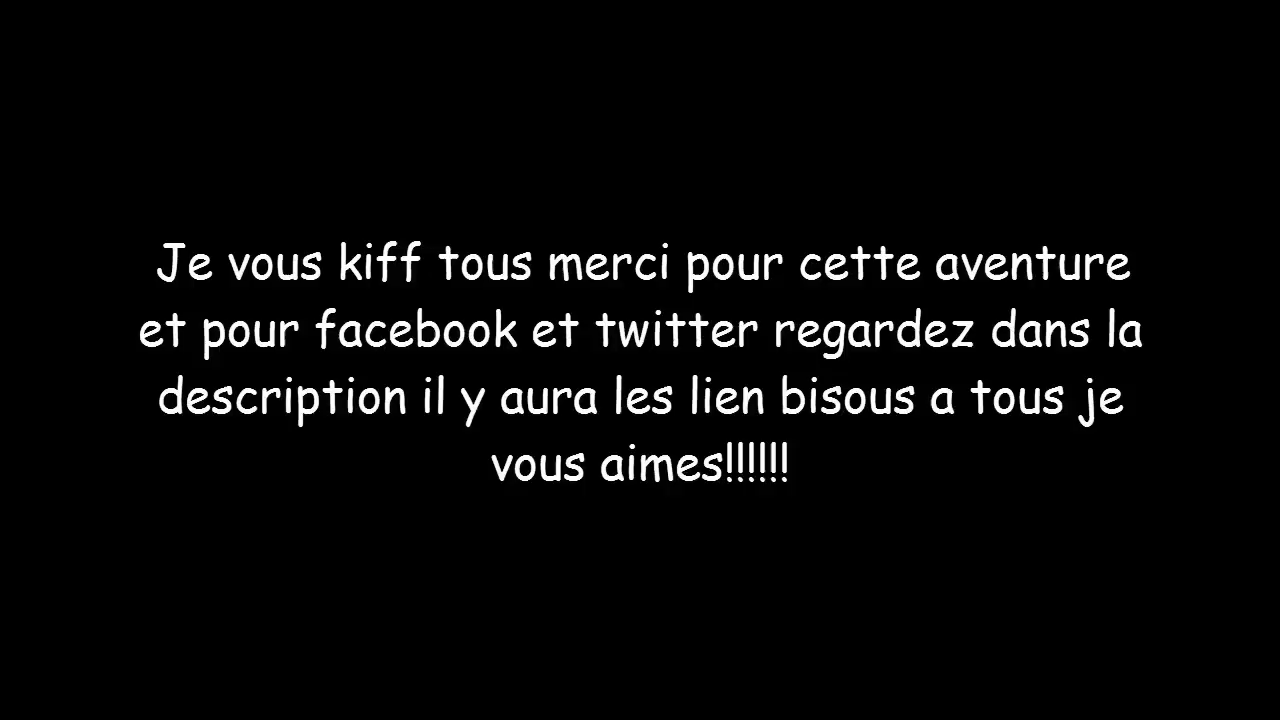 Je vous kiff tous merci pour cette aventure
et pour facebook et twitter regardez dans la
description il y aura les lien bisous a tous je
vous aimes!!!!!!